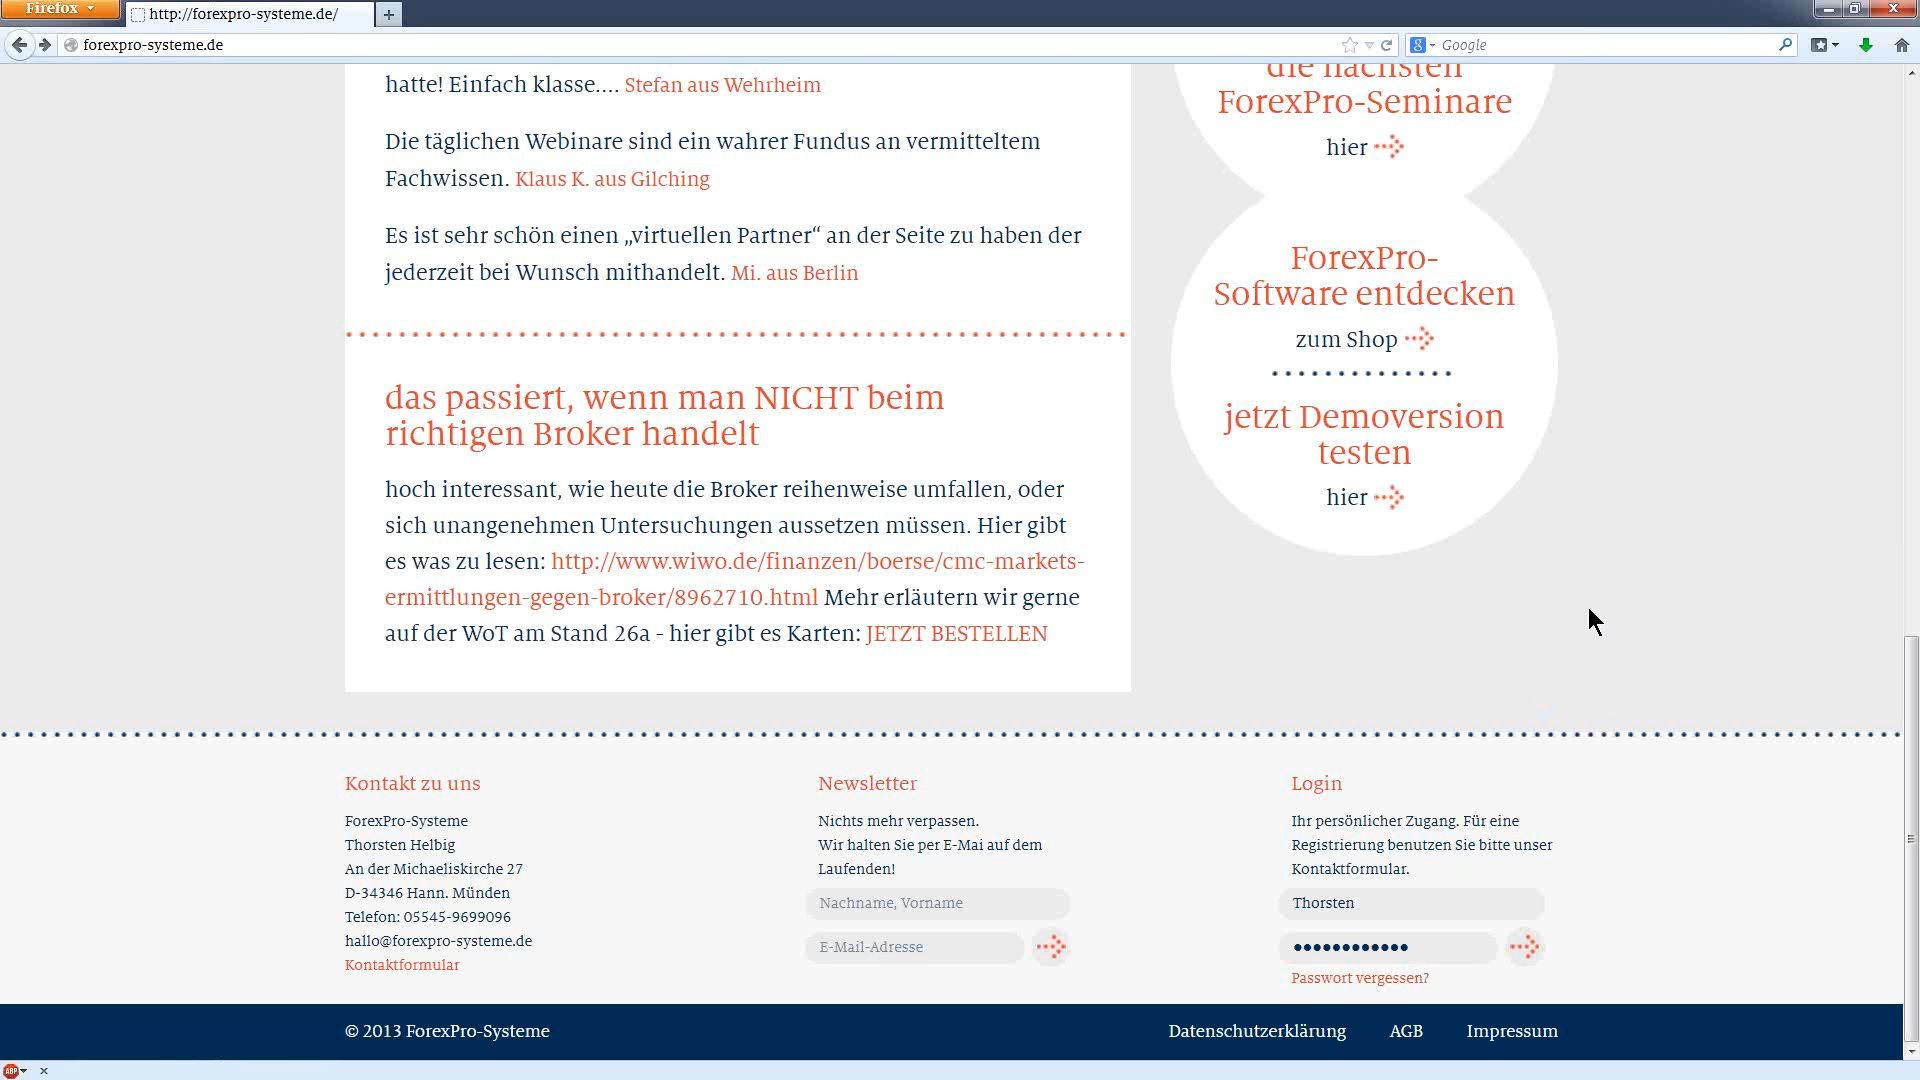 Firefox
http://forexpro-systeme.de/
forexpro-systeme.de
Google
hatte! Einfach klasse.... Stefan aus Wehrheim
Die täglichen Webinare sind ein wahrer Fundus an vermitteltem
Fachwissen. Klaus K. aus Gilching
Es ist sehr schön einen „virtuellen Partner“ an der Seite zu haben der
jederzeit bei Wunsch mithandelt. Mi. aus Berlin
das passiert, wenn man NICHT beim
richtigen Broker handelt
hoch interessant, wie heute die Broker reihenweise umfallen, oder
sich unangenehmen Untersuchungen aussetzen müssen. Hier gibt
es was zu lesen: http://www.wiwo.de/finanzen/boerse/cmc-markets-
ermittlungen-gegen-broker/8962710.html Mehr erläutern wir gerne
auf der WoT am Stand 26a - hier gibt es Karten: JETZT BESTELLEN
die nächsten
ForexPro-Seminare
hier
ForexPro-
Software entdecken
zum Shop
jetzt Demoversion
testen
hier
Kontakt zu uns
ForexPro-Systeme
Thorsten Helbig
An der Michaeliskirche 27
D-34346 Hann. Münden
Telefon: 05545-9699096
hallo@forexpro-systeme.de
Kontaktformular
Newsletter
Nichts mehr verpassen.
Wir halten Sie per E-Mai auf dem
Laufenden!
Nachname, Vorname
E-Mail-Adresse
Login
Ihr persönlicher Zugang. Für eine
Registrierung benutzen Sie bitte unser
Kontaktformular.
Thorsten
••••••••••••
Passwort vergessen?
© 2013 ForexPro-Systeme
Datenschutzerklärung
AGB
Impressum
ABP